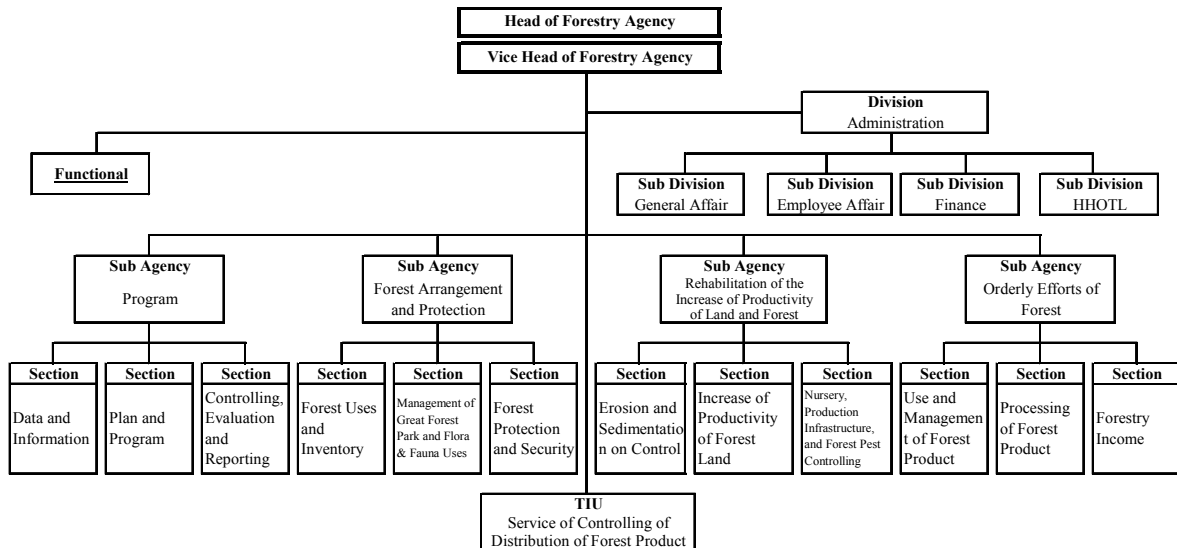 Head of Forestry Agency
Vice Head of Forestry Agency
Division
Administration
Functional
Sub Division
General Affair
Sub Division
Employee Affair
Sub Division
Finance
Sub Division
HHOTL
Sub Agency
Program
Sub Agency
Forest Arrangement
and Protection
Sub Agency
Rehabilitation of the
Increase of Productivity
of Land and Forest
Sub Agency
Orderly Efforts of
Forest
Section
Data and
Information
Section
Plan and
Program
Section
Controlling,
Evaluation
and
Reporting
Section
Forest Uses
and
Inventory
Section
Management of
Great Forest
Park and Flora
& Fauna Uses
Section
Forest
Protection
and Security
Section
Erosion and
Sedimentatio
n on Control
Section
Increase of
Productivity
of Forest
Land
Section
Nursery,
Production
Infrastructure,
and Forest Pest
Controlling
Section
Use and
Managemen
t of Forest
Product
Section
Processing
of Forest
Product
Section
Forestry
Income
TIU
Service of Controlling of
Distribution of Forest Product